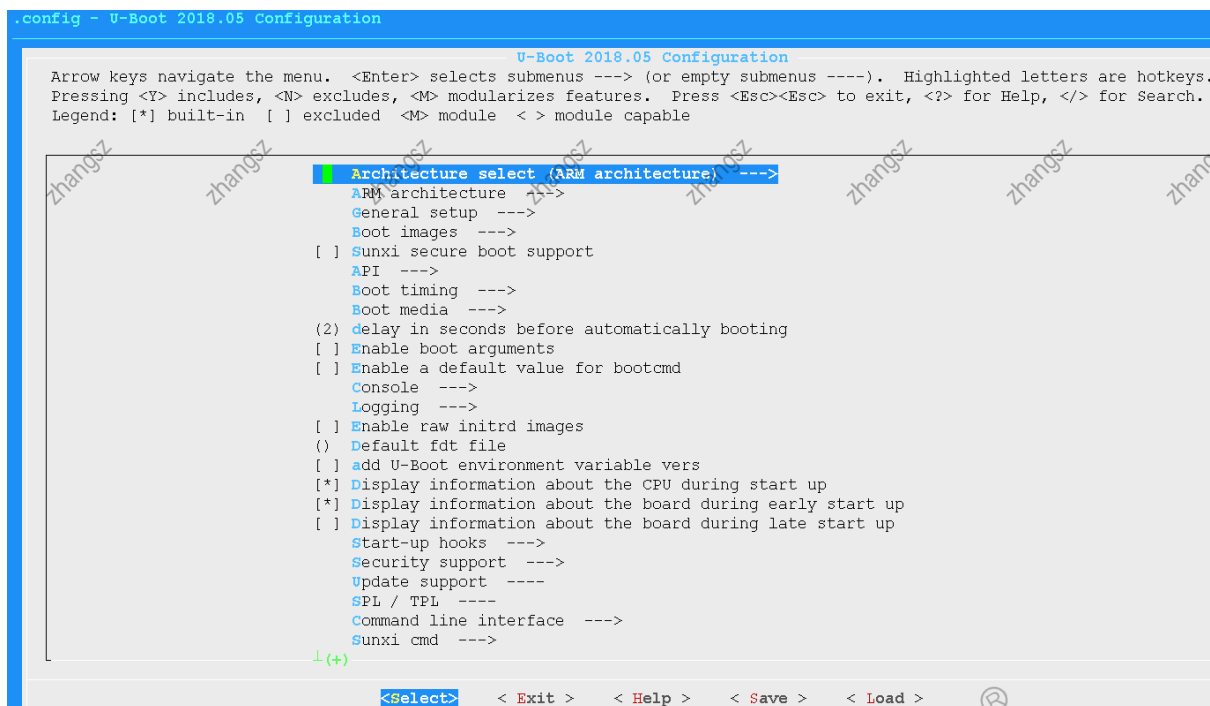 .config - U-Boot 2018.05 Configuration
U-Boot 2018.05 Configuration
Arrow keys navigate the menu.  <Enter> selects submenus ---> (or empty submenus ----).  Highlighted letters are hotkeys.
Pressing <Y> includes, <N> excludes, <M> modularizes features.  Press <Esc><Esc> to exit, <?> for Help, </> for Search.
Legend: [*] built-in  [ ] excluded  <M> module  < > module capable
zhangsz zhangsz zhangsz zhangsz zhangsz zhangsz zhangsz
Architecture select (ARM architecture)  --->
ARM architecture  --->
General setup  --->
Boot images  --->
[ ] Sunxi secure boot support
API  --->
Boot timing  --->
Boot media  --->
(2) delay in seconds before automatically booting
[ ] Enable boot arguments
[ ] Enable a default value for bootcmd
Console  --->
Logging  --->
[ ] Enable raw initrd images
()  Default fdt file
[ ] add U-Boot environment variable vers
[*] Display information about the CPU during start up
[*] Display information about the board during early start up
[ ] Display information about the board during late start up
Start-up hooks  --->
Security support  --->
Update support  ----
SPL / TPL  ----
Command line interface  --->
Sunxi cmd  --->
┴(+)
<Select>    < Exit >    < Help >    < Save >    < Load >